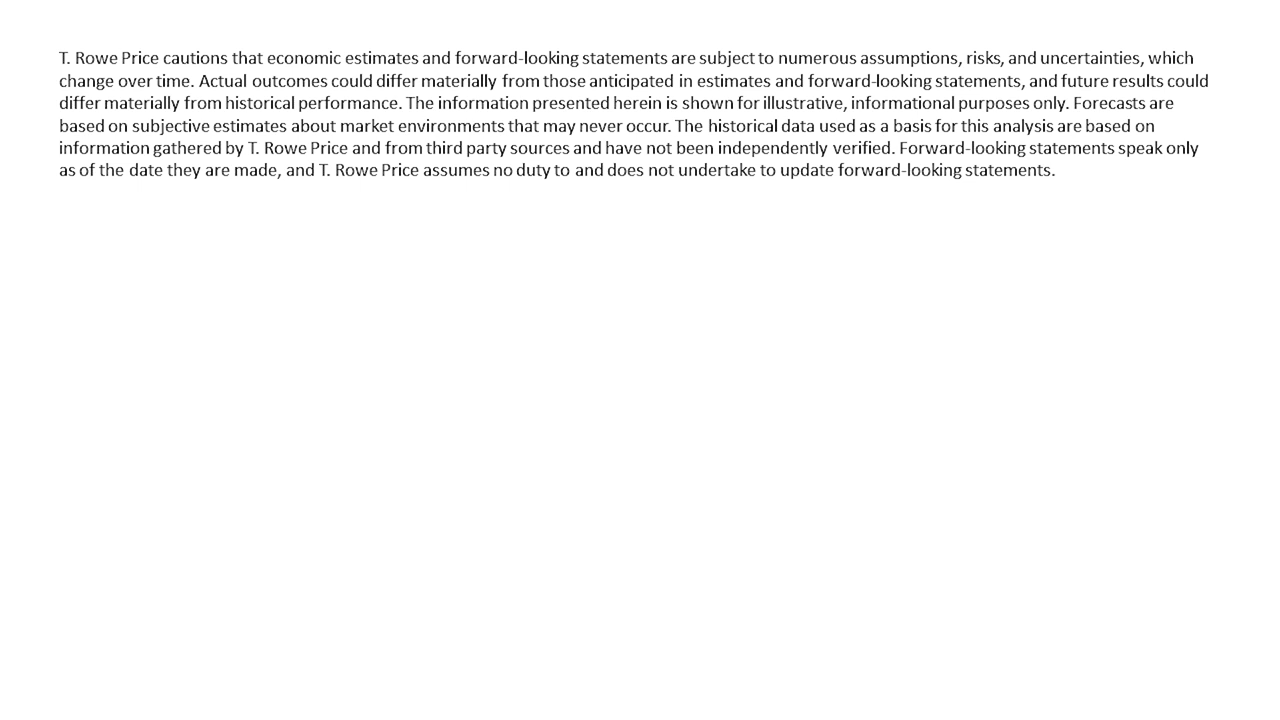 T. Rowe Price cautions that economic estimates and forward-looking statements are subject to numerous assumptions, risks, and uncertainties, which
change over time. Actual outcomes could differ materially from those anticipated in estimates and forward-looking statements, and future results could
differ materially from historical performance. The information presented herein is shown for illustrative, informational purposes only. Forecasts are
based on subjective estimates about market environments that may never occur. The historical data used as a basis for this analysis are based on
information gathered by T. Rowe Price and from third party sources and have not been independently verified. Forward-looking statements speak only
as of the date they are made, and T. Rowe Price assumes no duty to and does not undertake to update forward-looking statements.